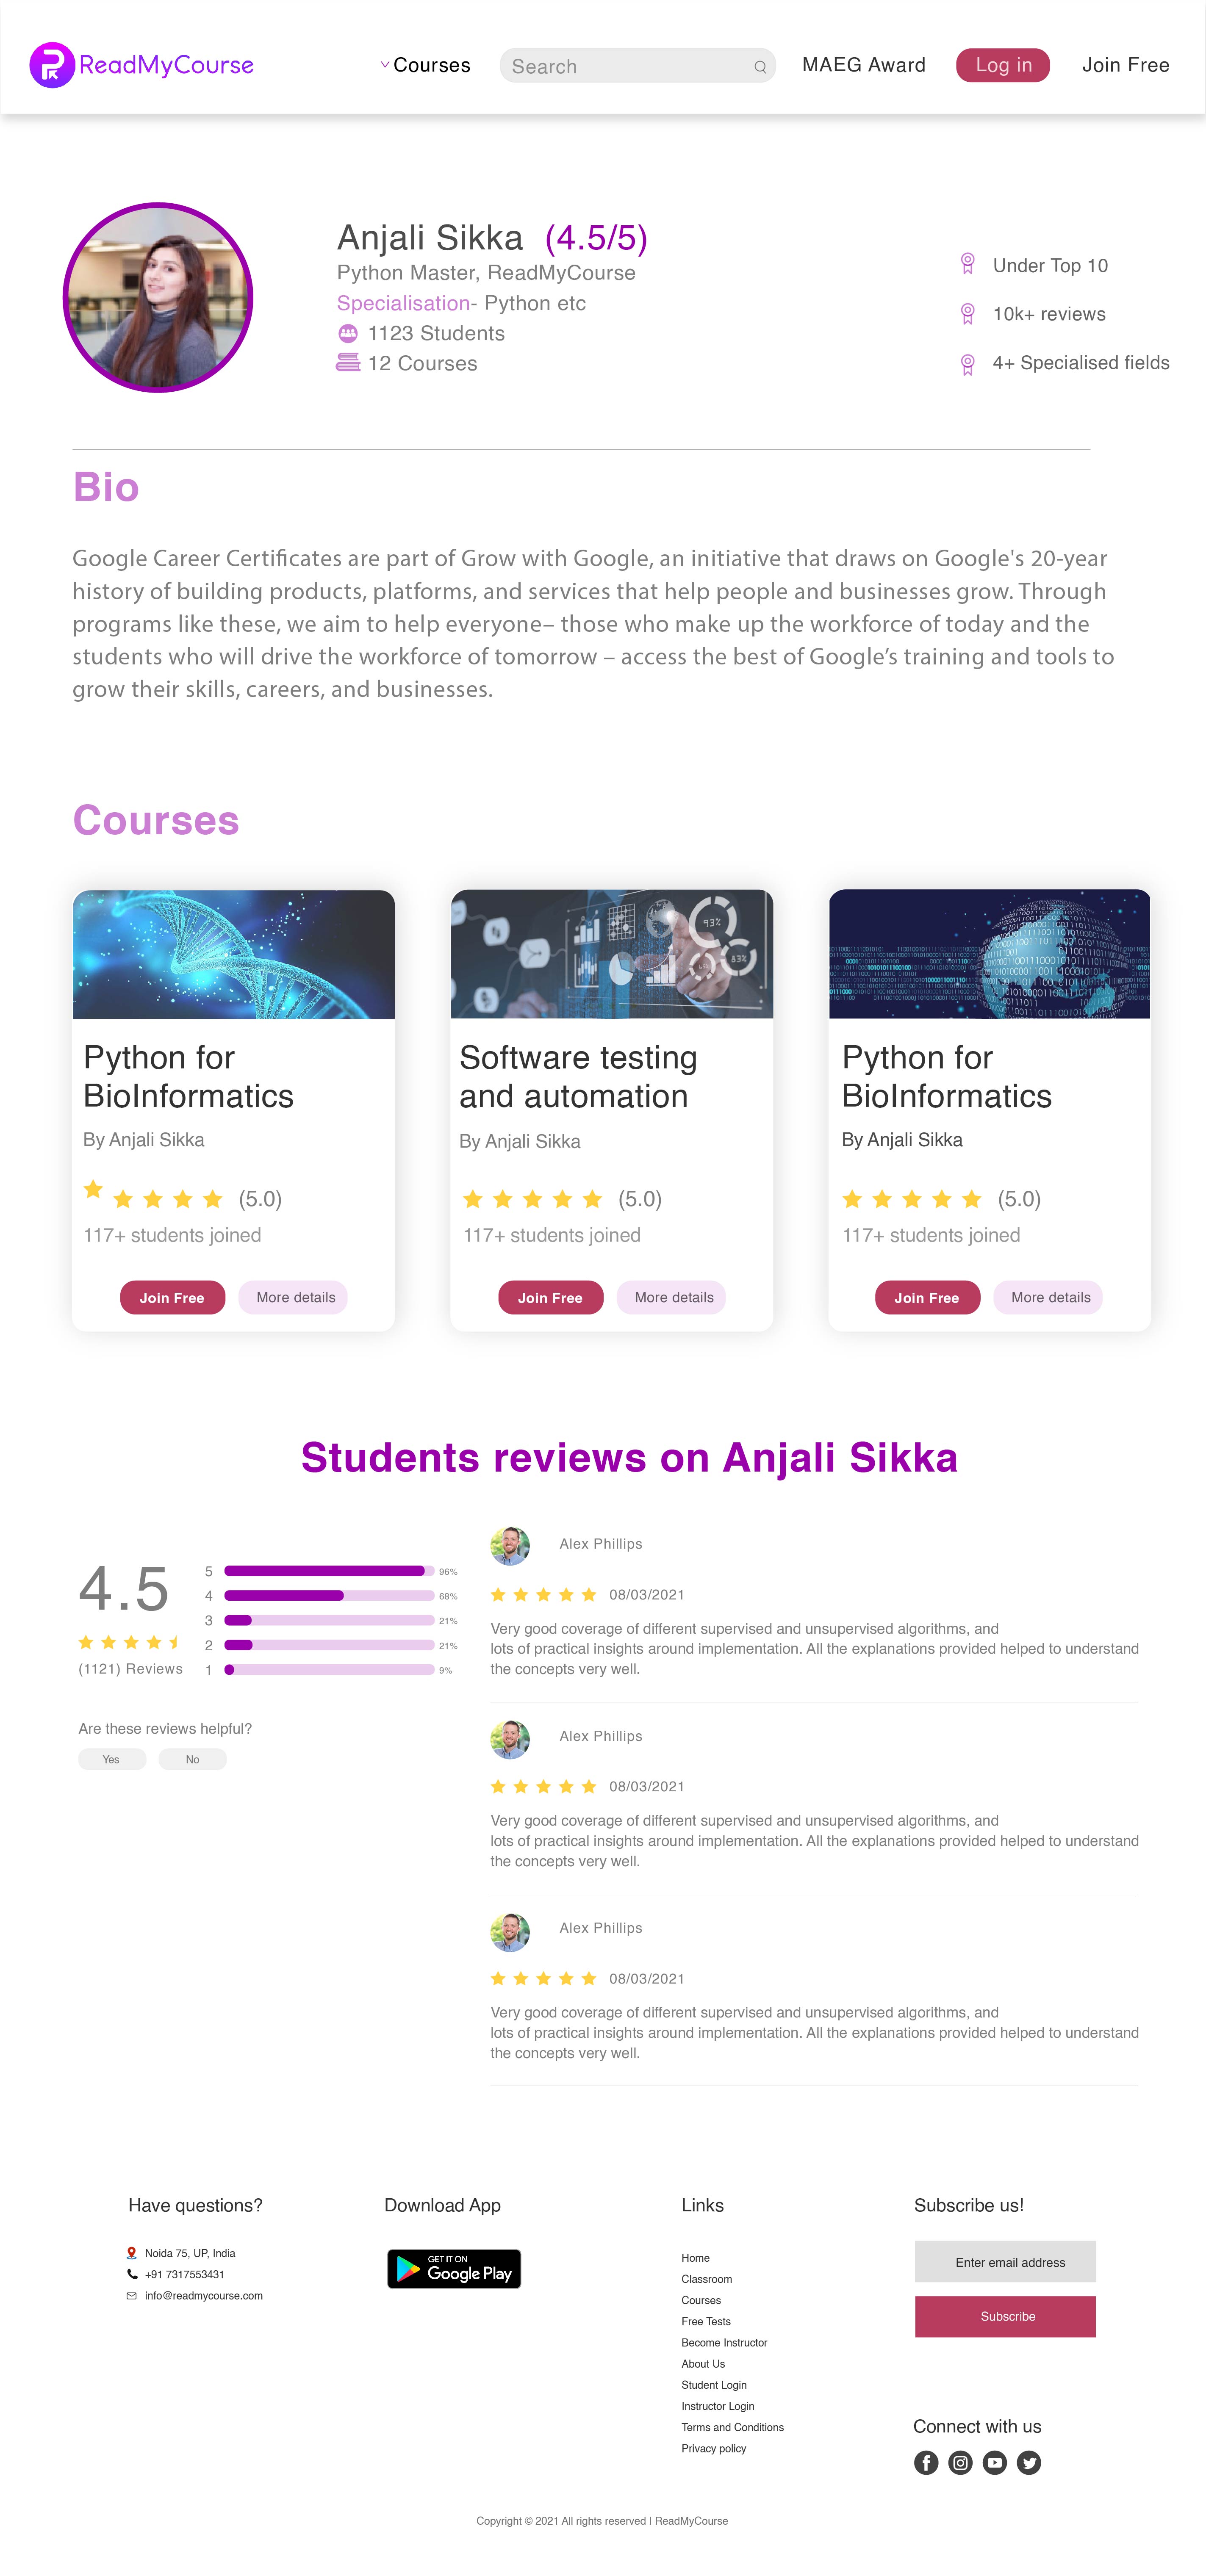 ReadMyCourse
Courses
Search
MAEG Award
Log in
Join Free
Anjali Sikka (4.5/5)
Python Master, ReadMyCourse
Specialisation- Python etc
1123 Students
12 Courses
Under Top 10
10k+ reviews
4+ Specialised fields
Bio
Google Career Certificates are part of Grow with Google, an initiative that draws on Google's 20-year
history of building products, platforms, and services that help people and businesses grow. Through
programs like these, we aim to help everyone– those who make up the workforce of today and the
students who will drive the workforce of tomorrow – access the best of Google’s training and tools to
grow their skills, careers, and businesses.
Courses
93%
83%
Python for
BioInformatics
By Anjali Sikka
(5.0)
117+ students joined
Join Free
More details
Software testing
and automation
By Anjali Sikka
(5.0)
117+ students joined
Join Free
More details
Python for
BioInformatics
By Anjali Sikka
(5.0)
117+ students joined
Join Free
More details
Students reviews on Anjali Sikka
4.5
(1121) Reviews
5 96%
4 68%
3 21%
2 21%
1 9%
Are these reviews helpful?
Yes
No
Alex Phillips
08/03/2021
Very good coverage of different supervised and unsupervised algorithms, and
lots of practical insights around implementation. All the explanations provided helped to understand
the concepts very well.
Alex Phillips
08/03/2021
Very good coverage of different supervised and unsupervised algorithms, and
lots of practical insights around implementation. All the explanations provided helped to understand
the concepts very well.
Alex Phillips
08/03/2021
Very good coverage of different supervised and unsupervised algorithms, and
lots of practical insights around implementation. All the explanations provided helped to understand
the concepts very well.
Have questions?
Noida 75, UP, India
+91 7317553431
info@readmycourse.com
Download App
GET IT ON
Google Play
Links
Home
Classroom
Courses
Free Tests
Become Instructor
About Us
Student Login
Instructor Login
Terms and Conditions
Privacy policy
Subscribe us!
Enter email address
Subscribe
Connect with us
Copyright © 2021 All rights reserved | ReadMyCourse